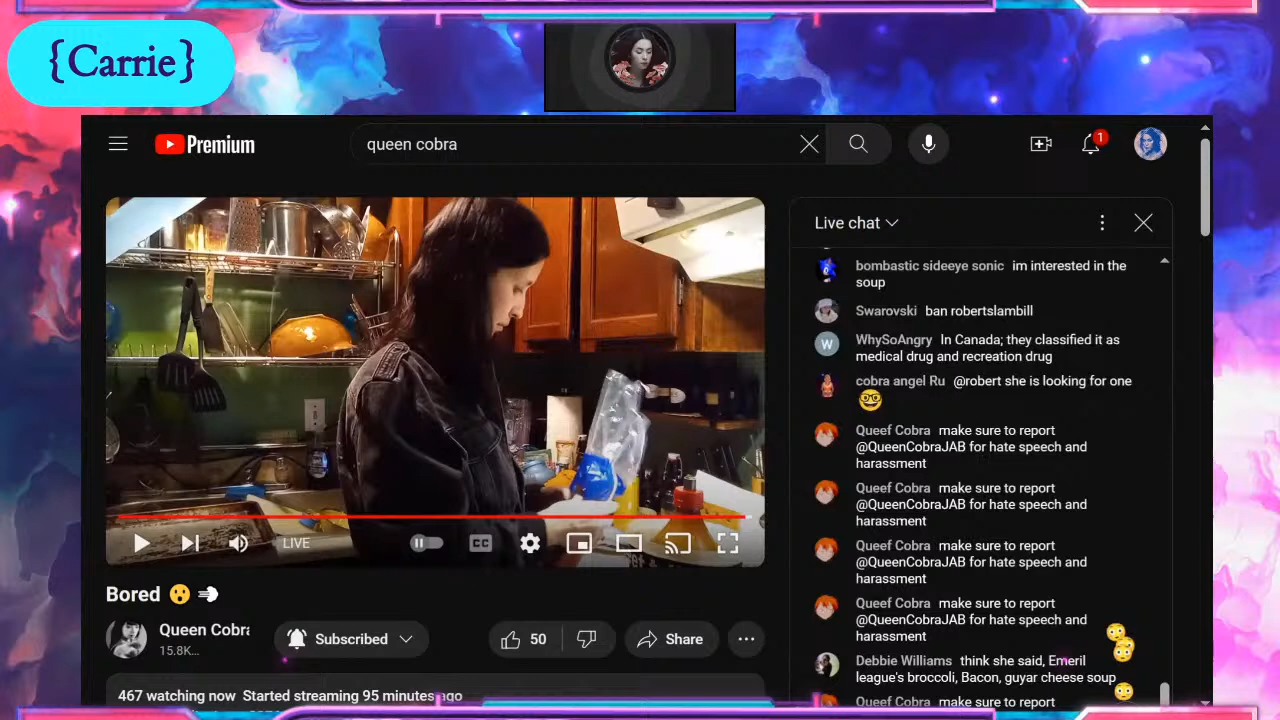 {Carrie}
Premium
queen cobra
1
Live chat
bombastic sideeye sonic im interested in the
soup
Swarovski ban robertslambill
W
WhySoAngry In Canada; they classified it as
medical drug and recreation drug
cobra angel Ru @robert she is looking for one
Queef Cobra make sure to report
@QueenCobraJAB for hate speech and
harassment
Queef Cobra make sure to report
@QueenCobraJAB for hate speech and
harassment
Queef Cobra make sure to report
@QueenCobraJAB for hate speech and
harassment
Queef Cobra make sure to report
@QueenCobraJAB for hate speech and
harassment
Debbie Williams think she said, Emeril
league's broccoli, Bacon, guyar cheese soup
Queef Cobra make sure to report
LIVE
CC
Bored
Queen Cobra
15.8K...
Subscribed
50
Share
467 watching now Started streaming 95 minutes ago